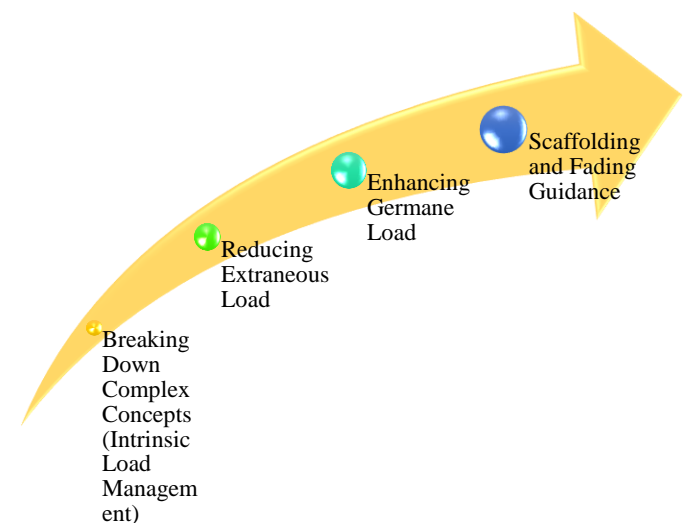 Breaking
Down
Complex
Concepts
(Intrinsic
Load
Managem
ent)
Reducing
Extraneous
Load
Enhancing
Germane
Load
Scaffolding
and Fading
Guidance